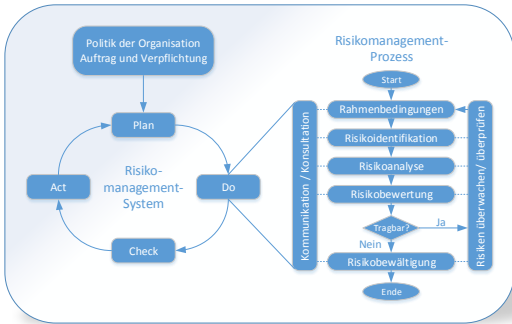 Politik der Organisation
Auftrag und Verpflichtung
Plan
Do
Check
Act
Risiko-
management-
System
Risikomanagement-
Prozess
Start
Rahmenbedingungen
Risikoidentifikation
Risikoanalyse
Risikobewertung
Tragbar?
Ja
Nein
Risikobewältigung
Ende
Kommunikation / Konsultation
Risiken überwachen/ überprüfen